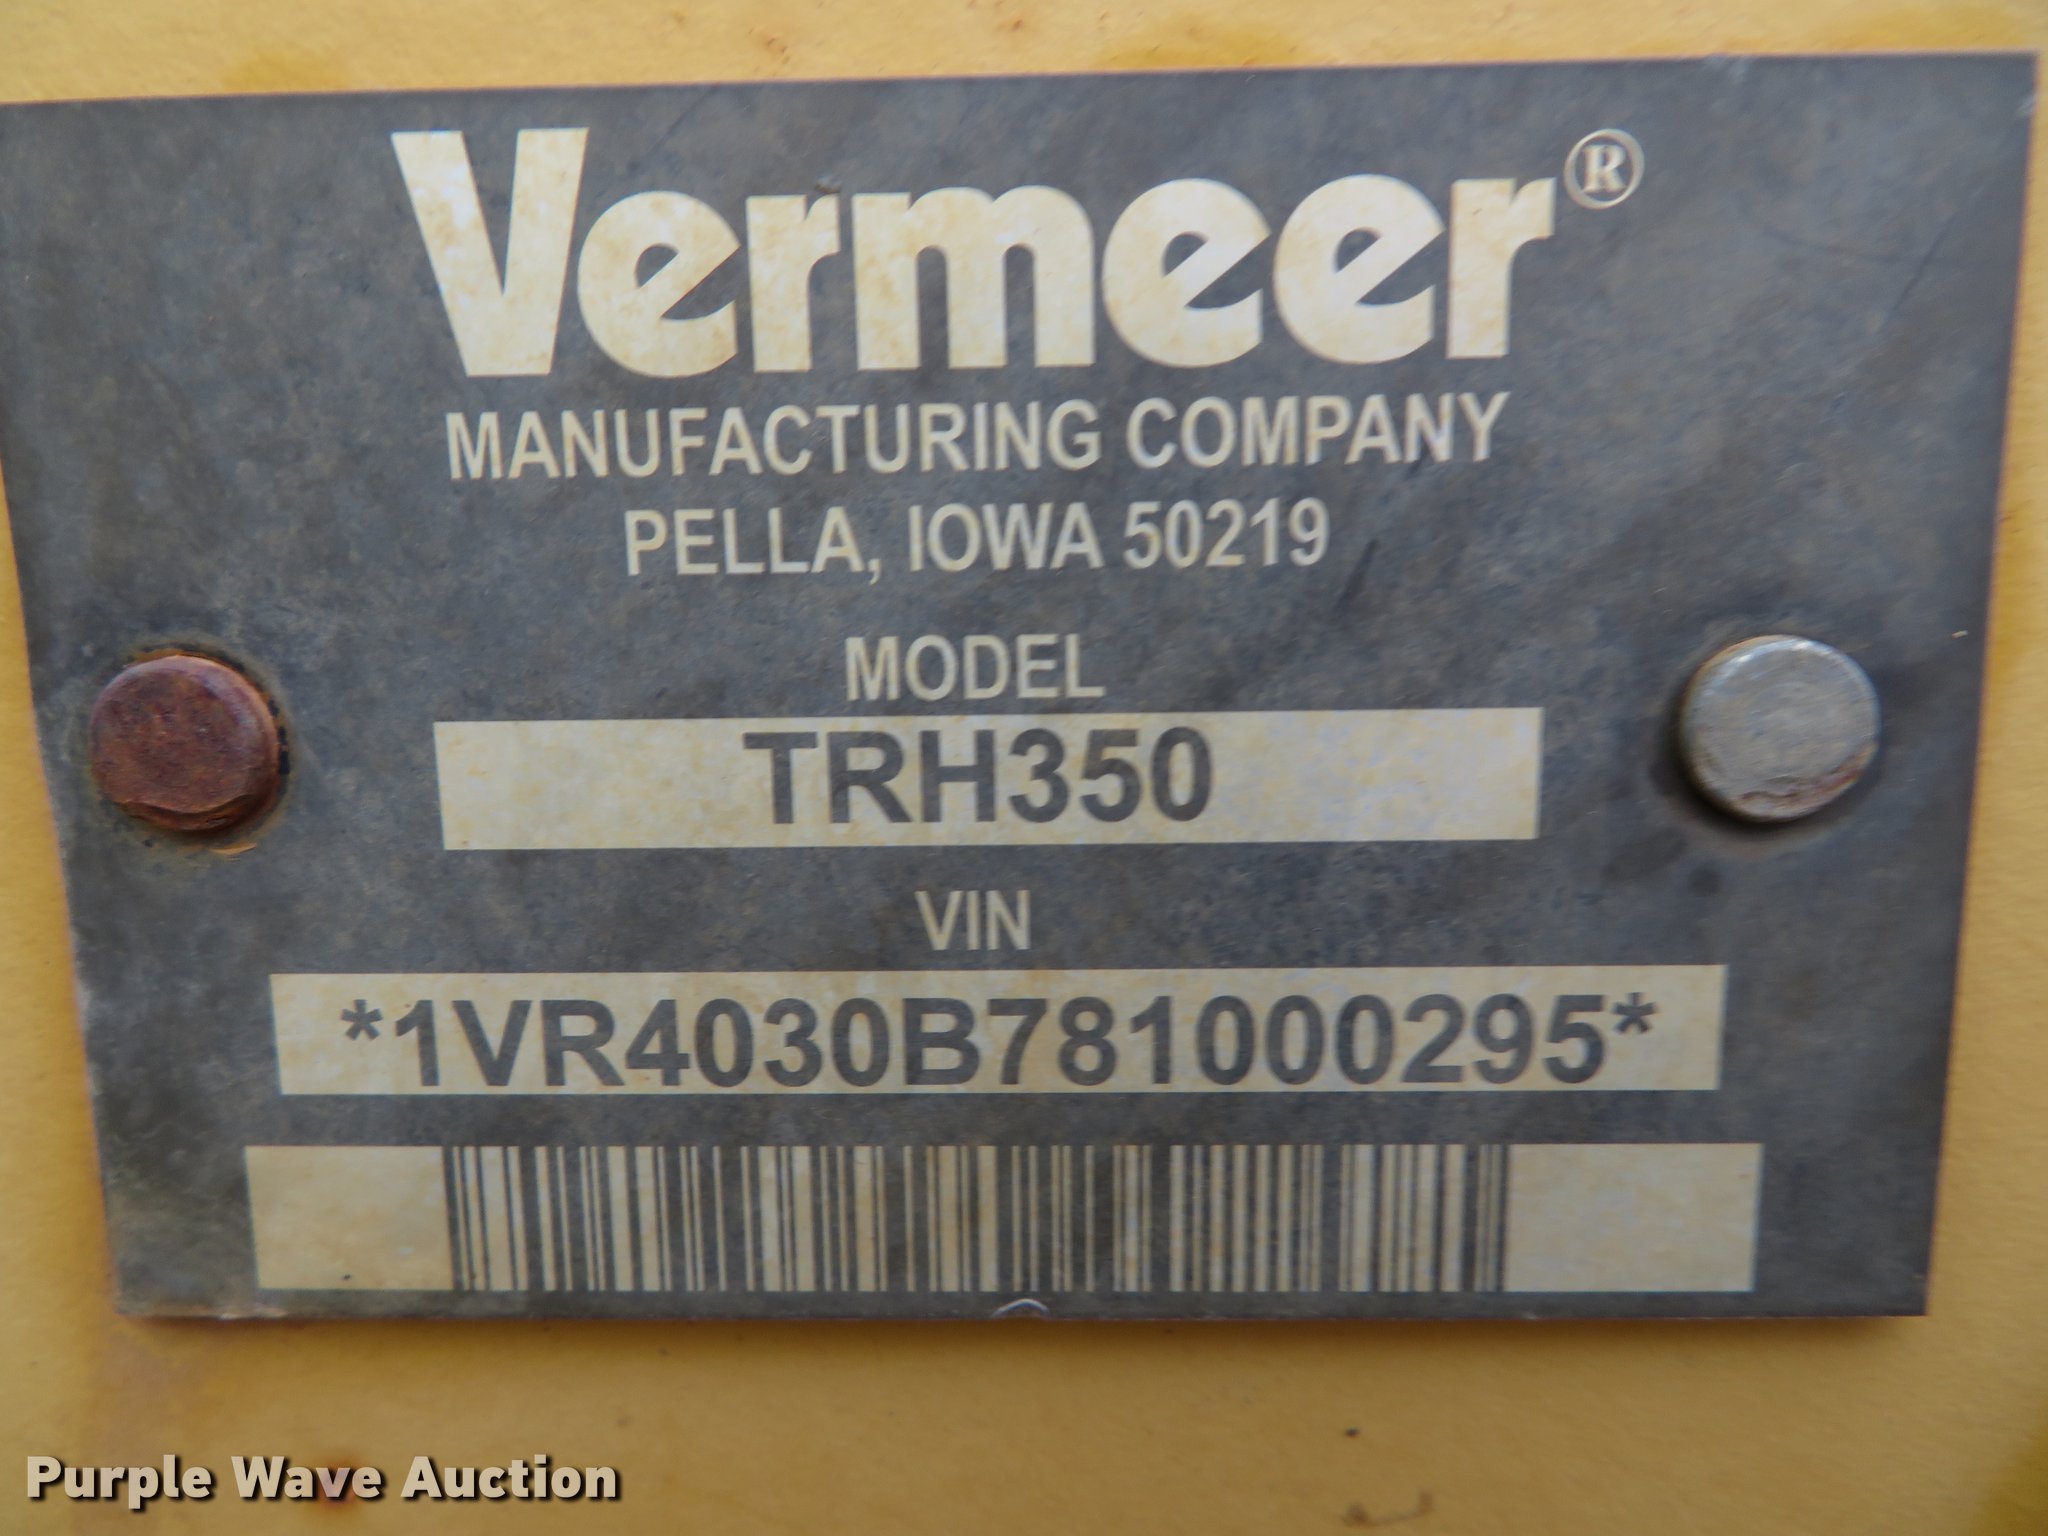 Vermeer®
MANUFACTURING COMPANY
PELLA, IOWA 50219
MODEL
TRH350
VIN
*1VR4030B781000295*
Purple Wave Auction